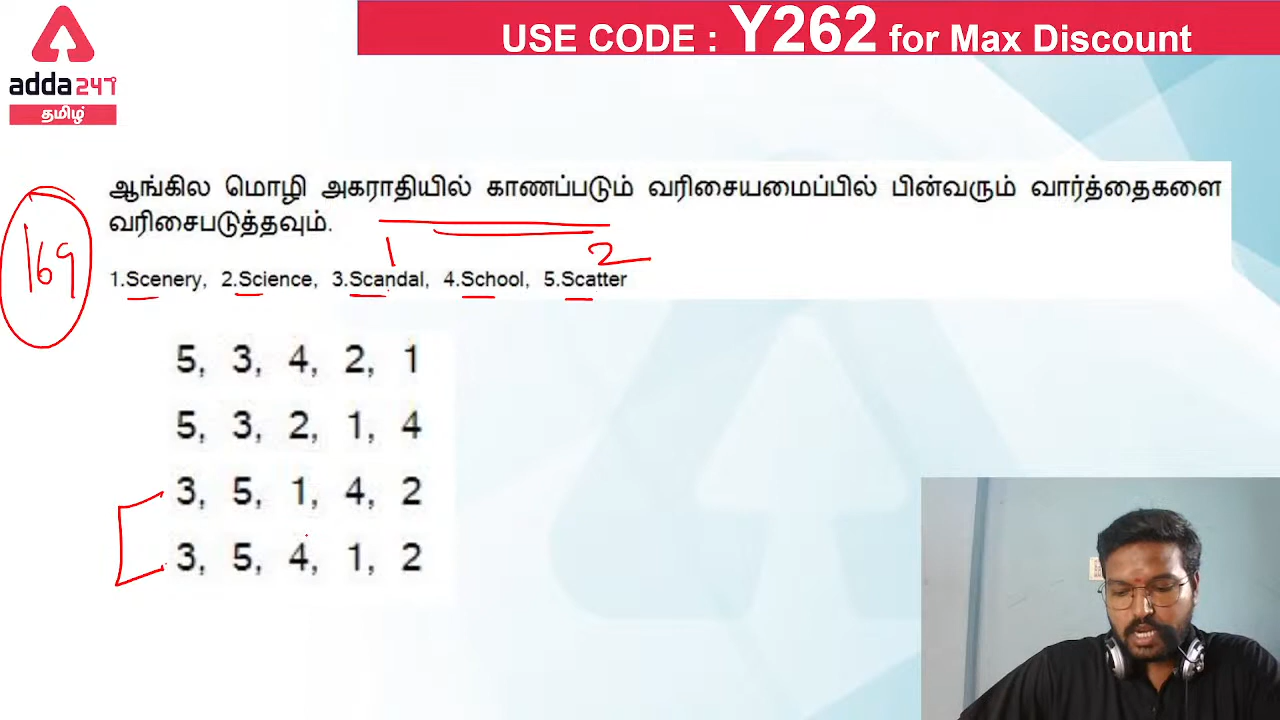 USE CODE : Y262 for Max Discount
adda247
தமிழ்
ஆங்கில மொழி அகராதியில் காணப்படும் வரிசையமைப்பில் பின்வரும் வார்த்தைகளை
வரிசைபடுத்தவும்.
169
1 2
1.Scenery, 2.Science, 3.Scandal, 4.School, 5.Scatter
5, 3, 4, 2, 1
5, 3, 2, 1, 4
3, 5, 1, 4, 2
3, 5, 4, 1, 2